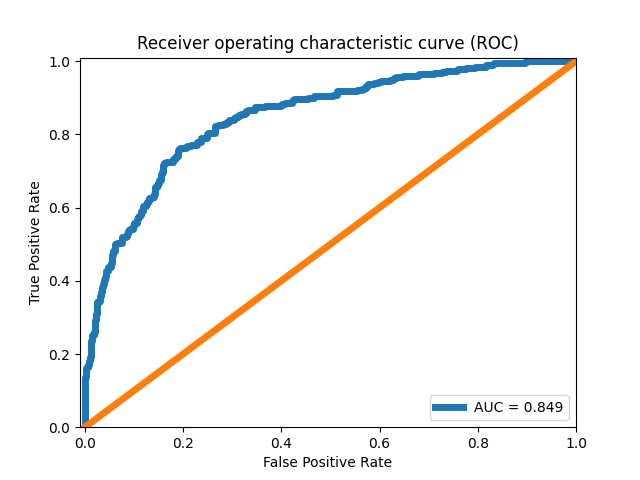 Receiver operating characteristic curve (ROC)
1.0
0.8
0.6
0.4
0.2
0.0
True Positive Rate
0.0 0.2 0.4 0.6 0.8 1.0
False Positive Rate
AUC = 0.849